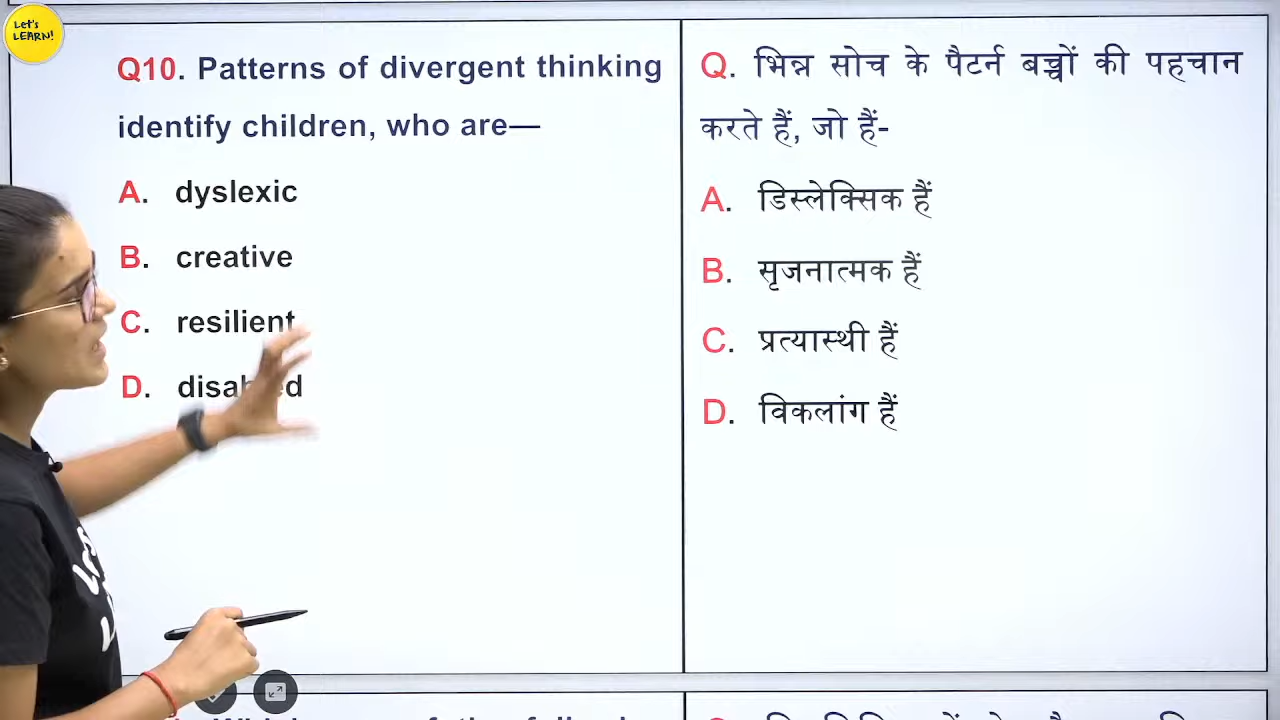 Let's
LEARN!
Q10. Patterns of divergent thinking
identify children, who are—
A. dyslexic
B. creative
C. resilient
D. disabled
Q. भिन्न सोच के पैटर्न बच्चों की पहचान
करते हैं, जो हैं-
A. डिस्लेक्सिक हैं
B. सृजनात्मक हैं
C. प्रत्यास्थी हैं
D. विकलांग हैं